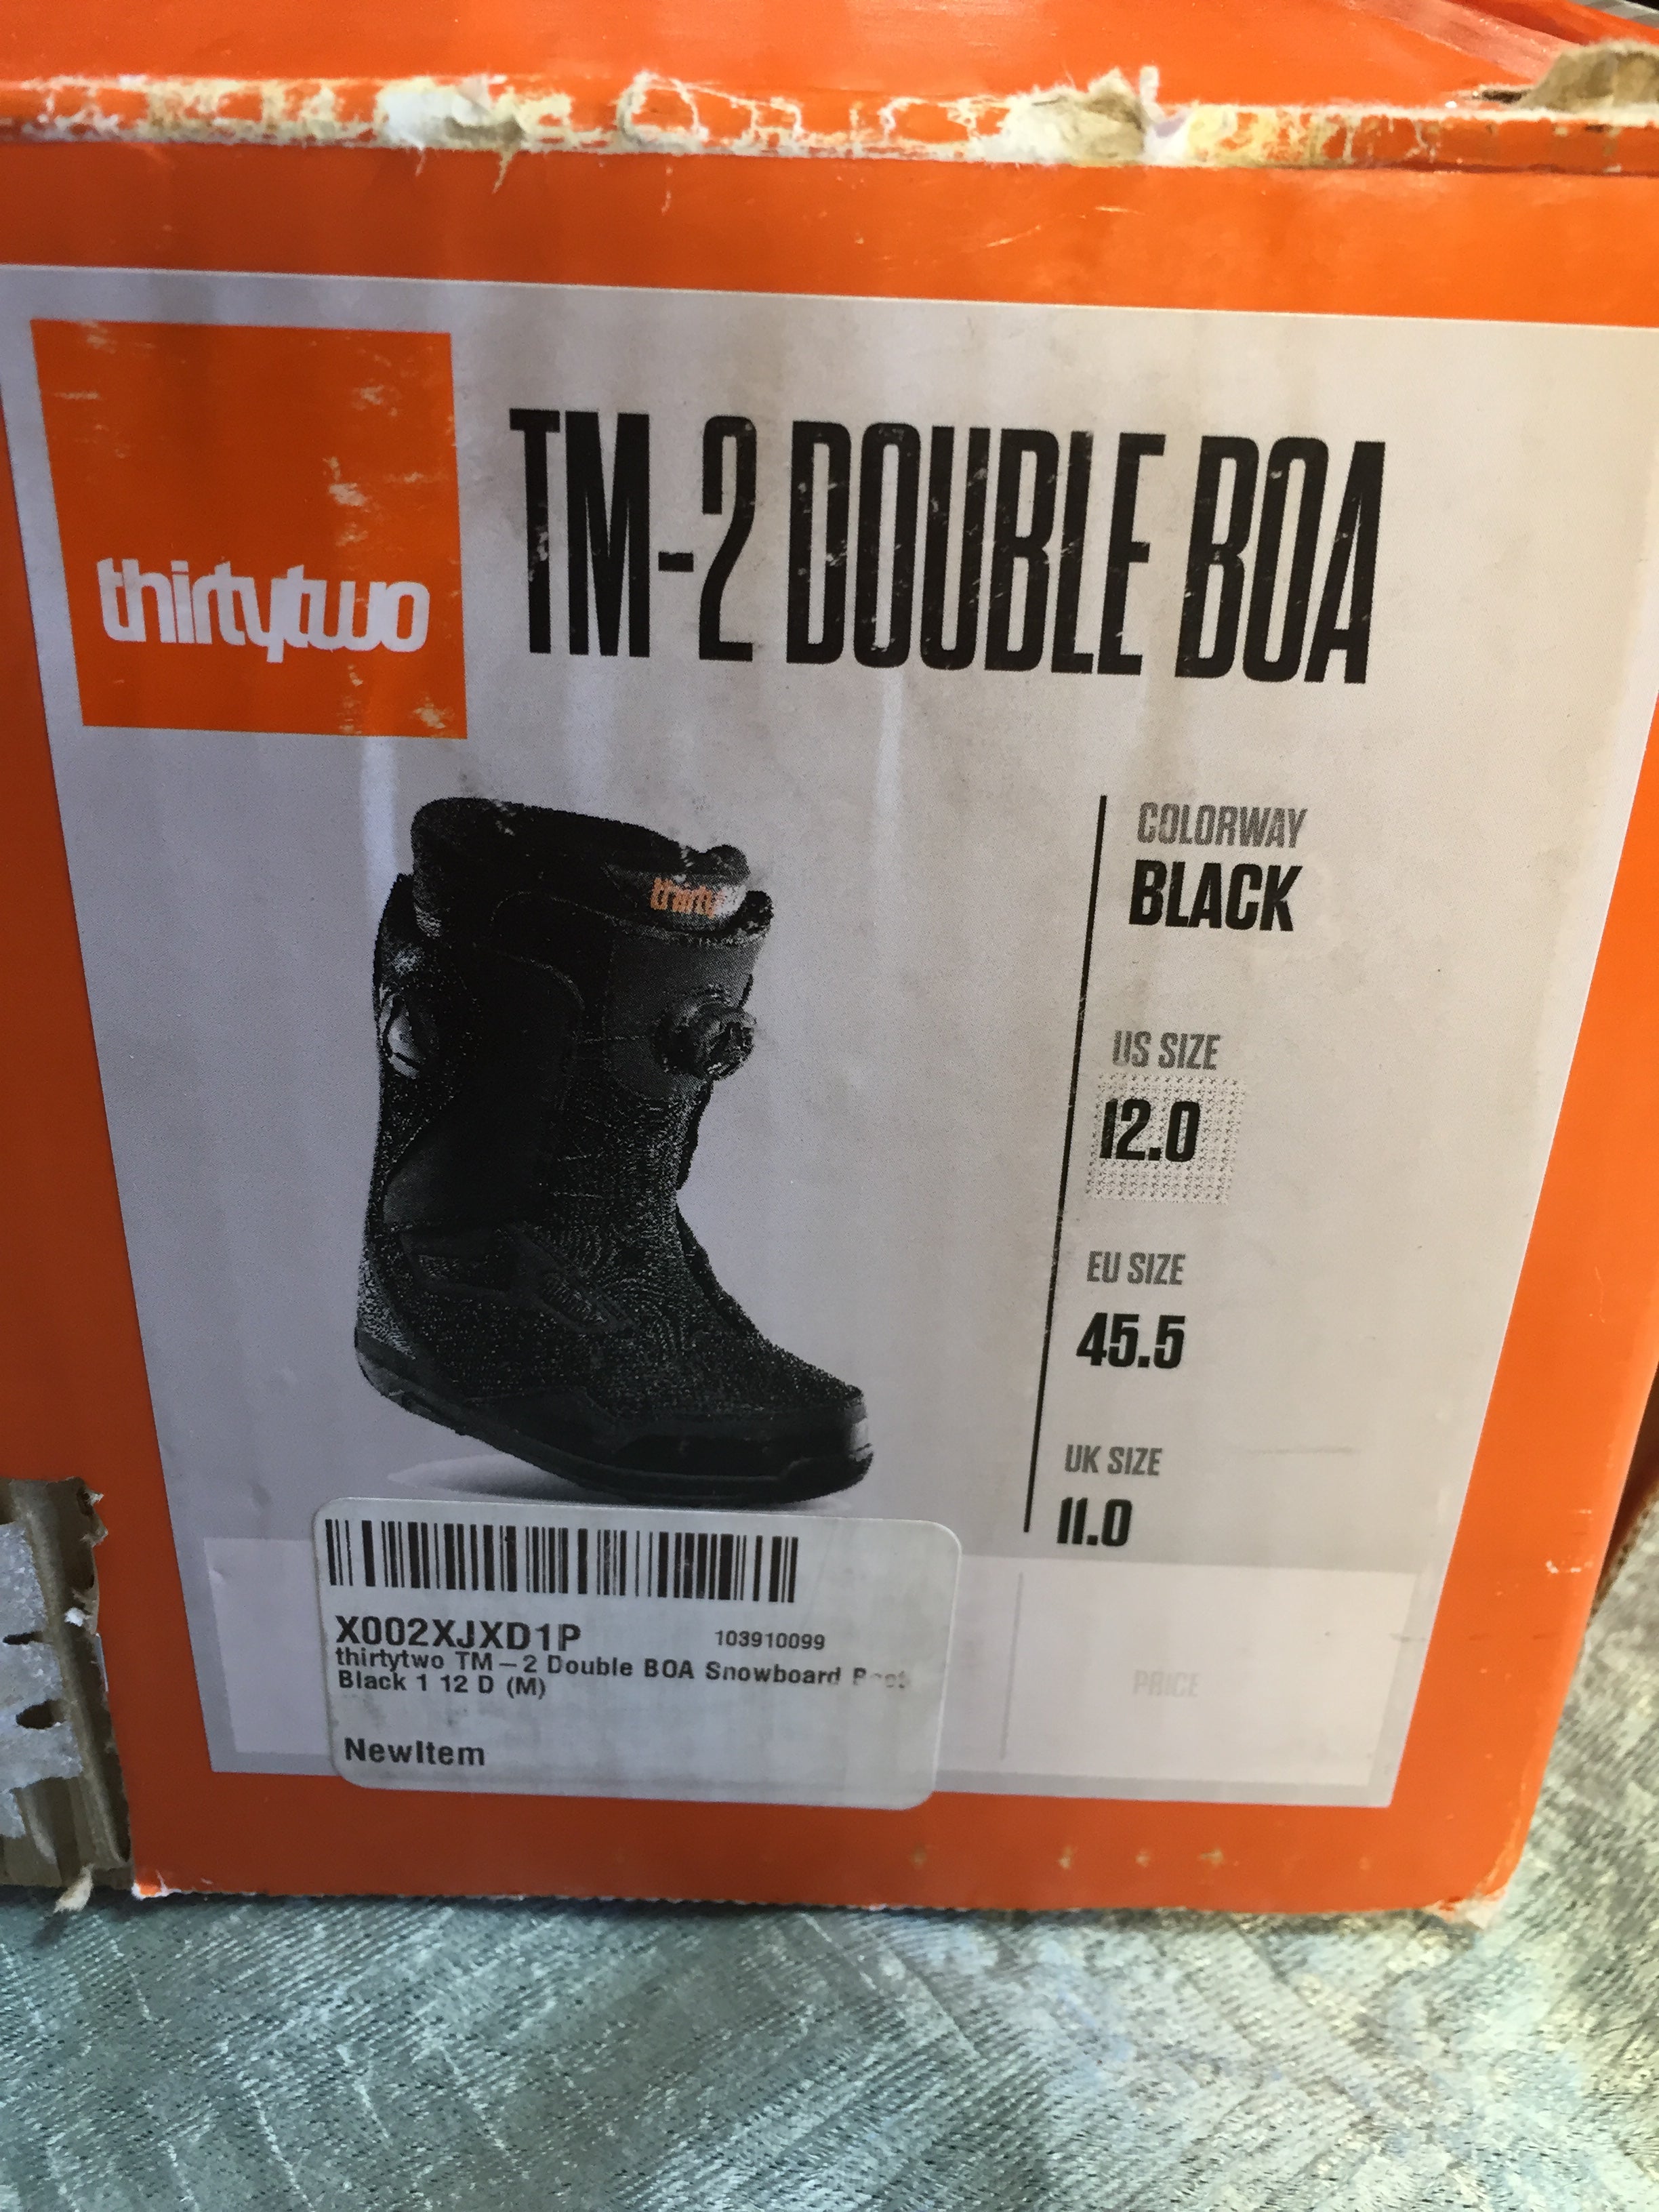 thirtytwo
TM-2 DOUBLE BOA
thirty
COLORWAY
BLACK
US SIZE
12.0
EU SIZE
45.5
UK SIZE
11.0
X002XJXD1P 103910099
thirtytwo TM-2 Double BOA Snowboard
Black 1 12 D (M)
NewItem
PRICE